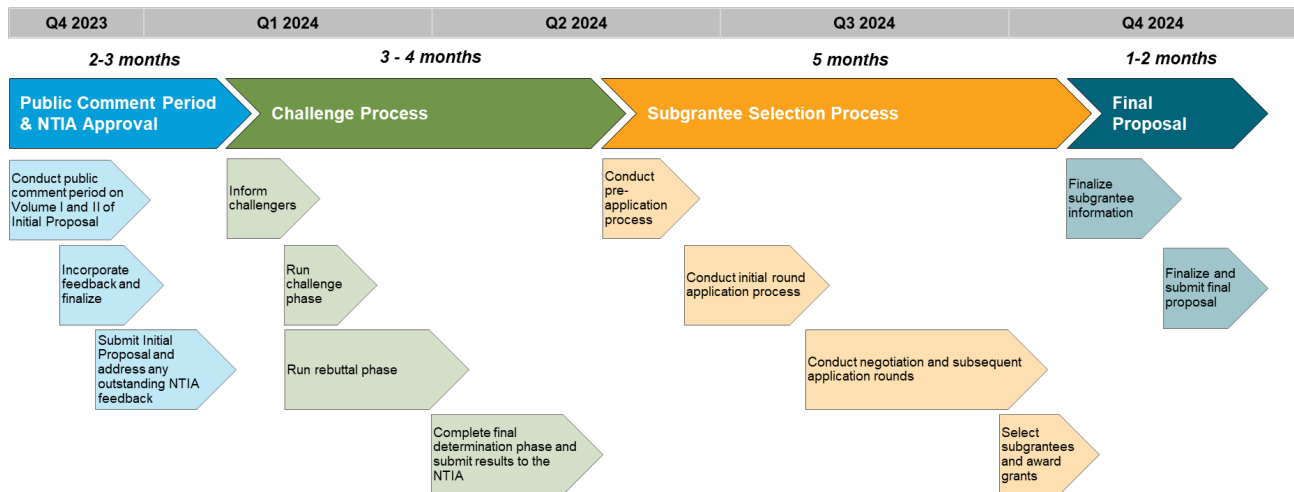 Q4 2023
Q1 2024
Q2 2024
Q3 2024
Q4 2024
2-3 months
3 - 4 months
5 months
1-2 months
Public Comment Period
& NTIA Approval
Challenge Process
Subgrantee Selection Process
Final
Proposal
Conduct public
comment period on
Volume I and II of
Initial Proposal
Incorporate
feedback and
finalize
Submit Initial
Proposal and
address any
outstanding NTIA
feedback
Inform
challengers
Run
challenge
phase
Run rebuttal phase
Complete final
determination phase and
submit results to the
NTIA
Conduct
pre-
application
process
Conduct initial round
application process
Conduct negotiation and subsequent
application rounds
Select
subgrantees
and award
grants
Finalize
subgrantee
information
Finalize and
submit final
proposal